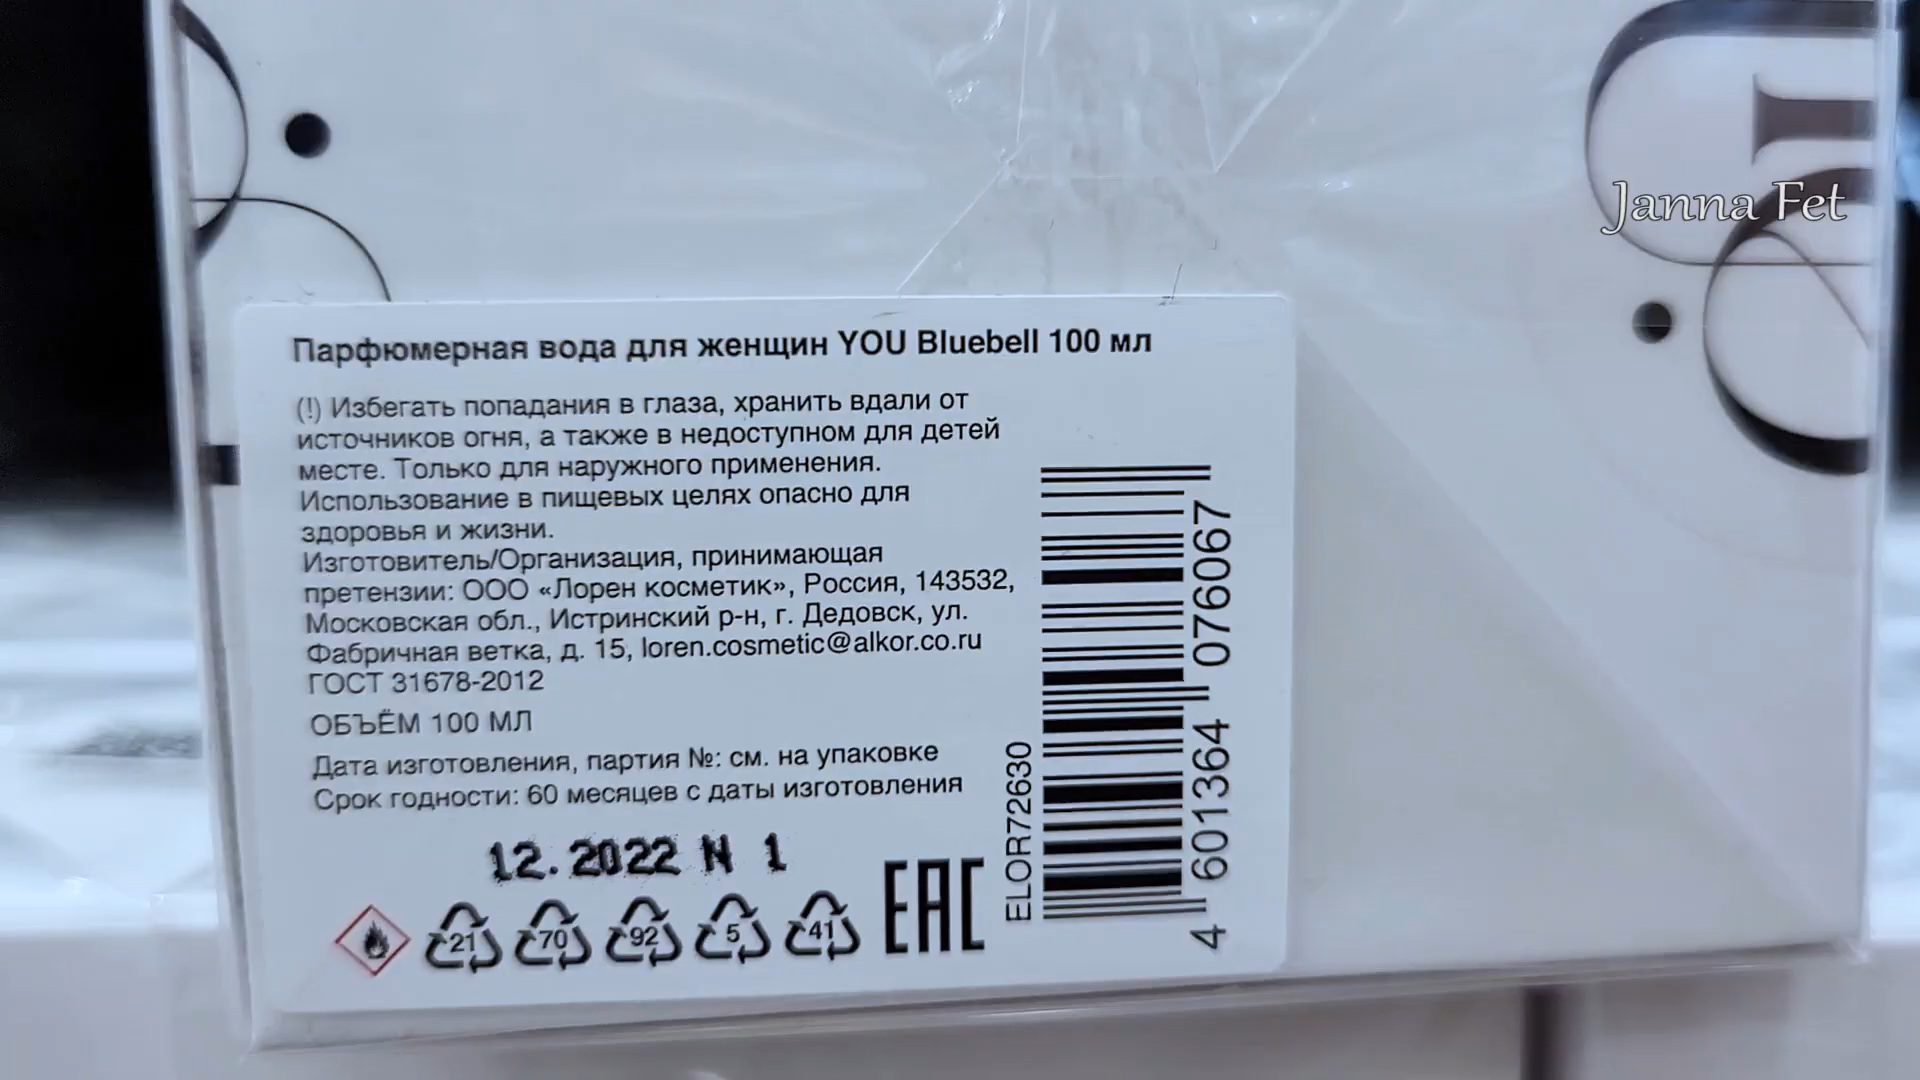 Janna Fet
Парфюмерная вода для женщин YOU Bluebell 100 мл
(!) Избегать попадания в глаза, хранить вдали от
источников огня, а также в недоступном для детей
месте. Только для наружного применения.
Использование в пищевых целях опасно для
здоровья и жизни.
Изготовитель/Организация, принимающая
претензии: ООО «Лорен косметик», Россия, 143532,
Московская обл., Истринский р-н, г. Дедовск, ул.
Фабричная ветка, д. 15, loren.cosmetic@alkor.co.ru
ГОСТ 31678-2012
ОБЪЁМ 100 МЛ
Дата изготовления, партия №: см. на упаковке
Срок годности: 60 месяцев с даты изготовления
12.2022 N 1
21 70 92 5 41
EAC
ELOR72630
4 601364 076067